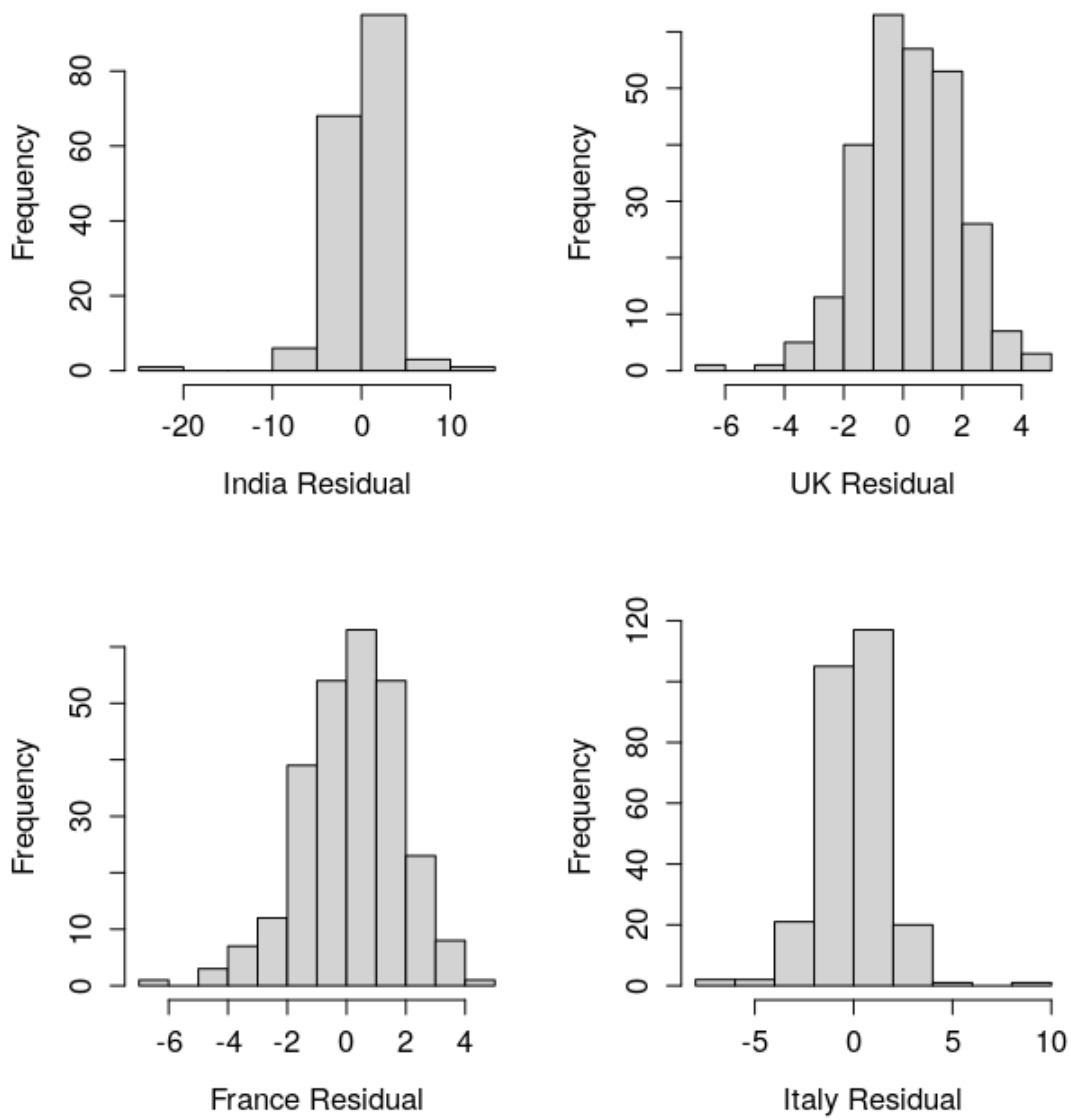 Frequency
0 20 40 60 80
-20 -10 0 10
India Residual
Frequency
0 10 30 50
-6 -4 -2 0 2 4
UK Residual
Frequency
0 10 30 50
-6 -4 -2 0 2 4
France Residual
Frequency
0 20 40 60 80 120
-5 0 5 10
Italy Residual